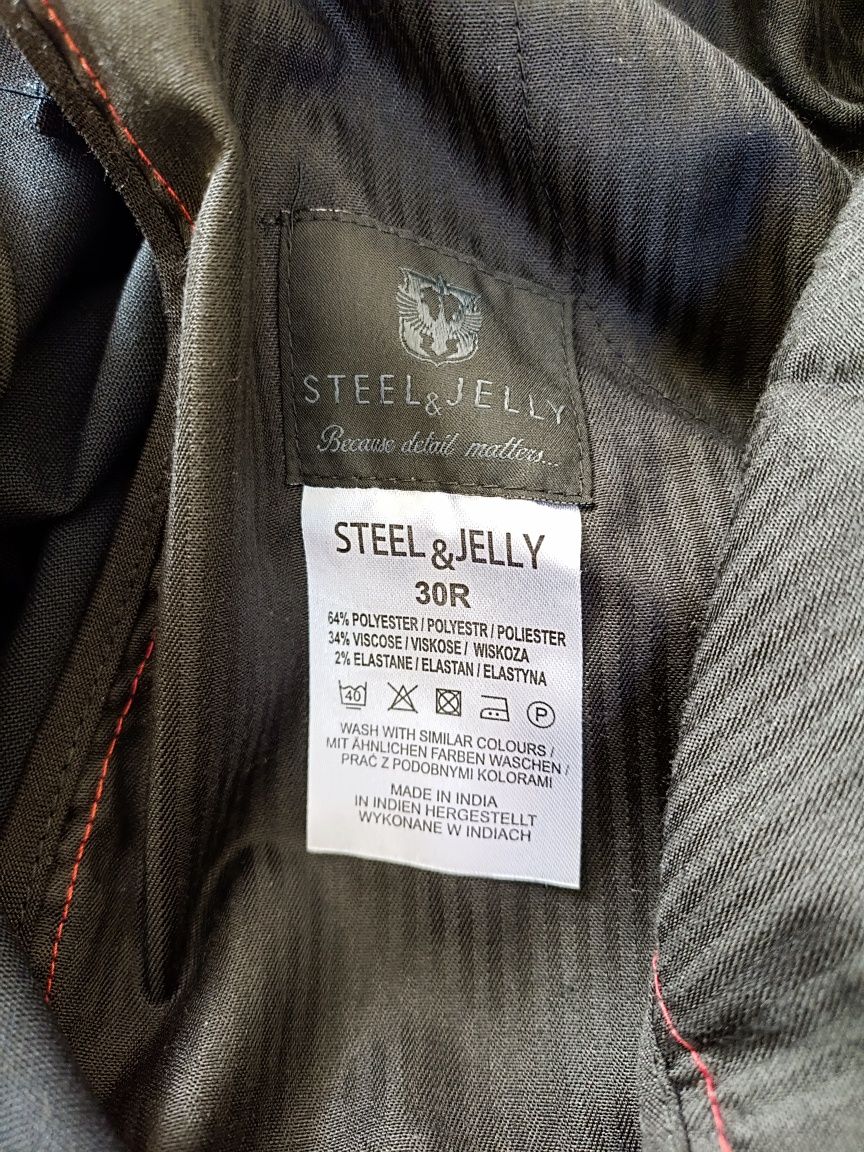 STEEL & JELLY
Because detail matters...
STEEL & JELLY
30R
64% POLYESTER / POLYESTR / POLIESTER
34% VISCOSE / VISKOSE / WISKOZA
2% ELASTANE / ELASTAN / ELASTYNA
40 P
WASH WITH SIMILAR COLOURS /
MIT ÄHNLICHEN FARBEN WASCHEN /
PRAĆ Z PODOBNYMI KOLORAMI
MADE IN INDIA
IN INDIEN HERGESTELLT
WYKONANE W INDIACH